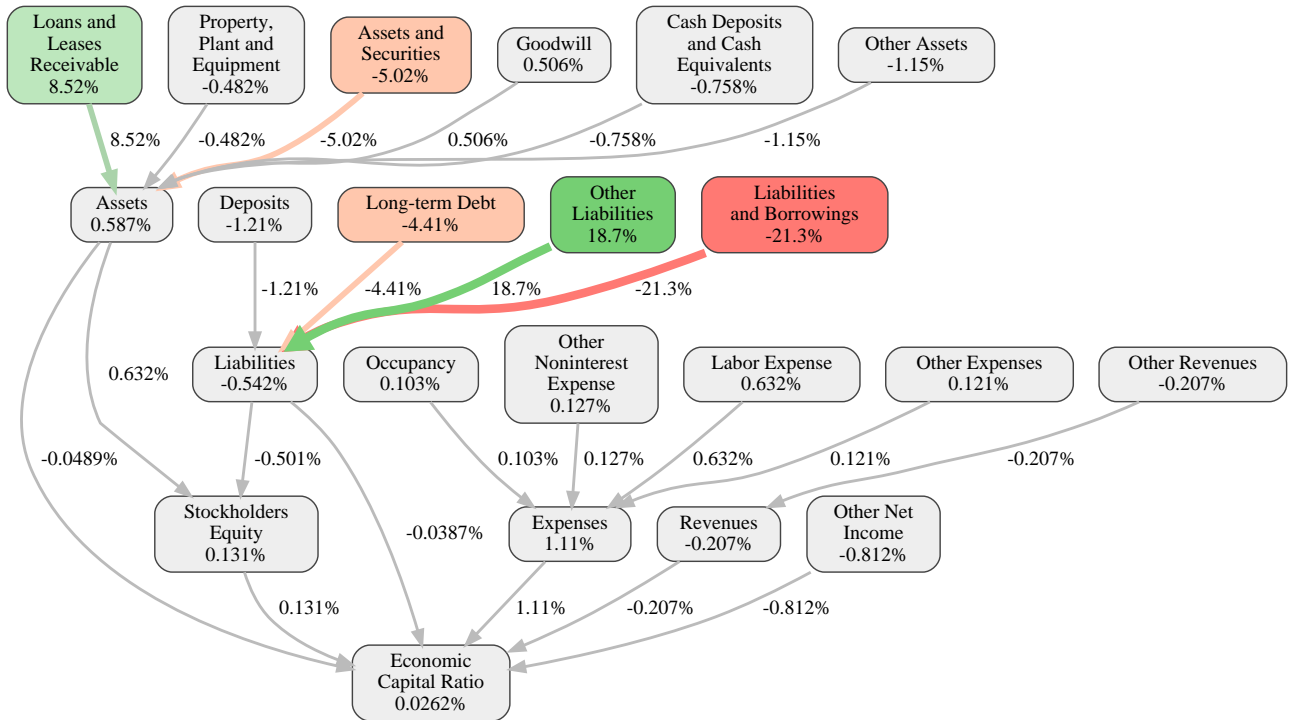 Loans and
Leases
Receivable
8.52%
Property,
Plant and
Equipment
-0.482%
Assets and
Securities
-5.02%
Goodwill
0.506%
Cash Deposits
and Cash
Equivalents
-0.758%
Other Assets
-1.15%
8.52%
-0.482%
-5.02%
0.506%
-0.758%
-1.15%
Assets
0.587%
Deposits
-1.21%
Long-term Debt
-4.41%
Other
Liabilities
18.7%
Liabilities
and Borrowings
-21.3%
-1.21%
-4.41%
18.7%
-21.3%
0.632%
Liabilities
-0.542%
Occupancy
0.103%
Other
Noninterest
Expense
0.127%
Labor Expense
0.632%
Other Expenses
0.121%
Other Revenues
-0.207%
-0.0489%
-0.501%
0.103%
0.127%
0.632%
0.121%
-0.207%
Stockholders
Equity
0.131%
-0.0387%
Expenses
1.11%
Revenues
-0.207%
Other Net
Income
-0.812%
0.131%
1.11%
-0.207%
-0.812%
Economic
Capital Ratio
0.0262%